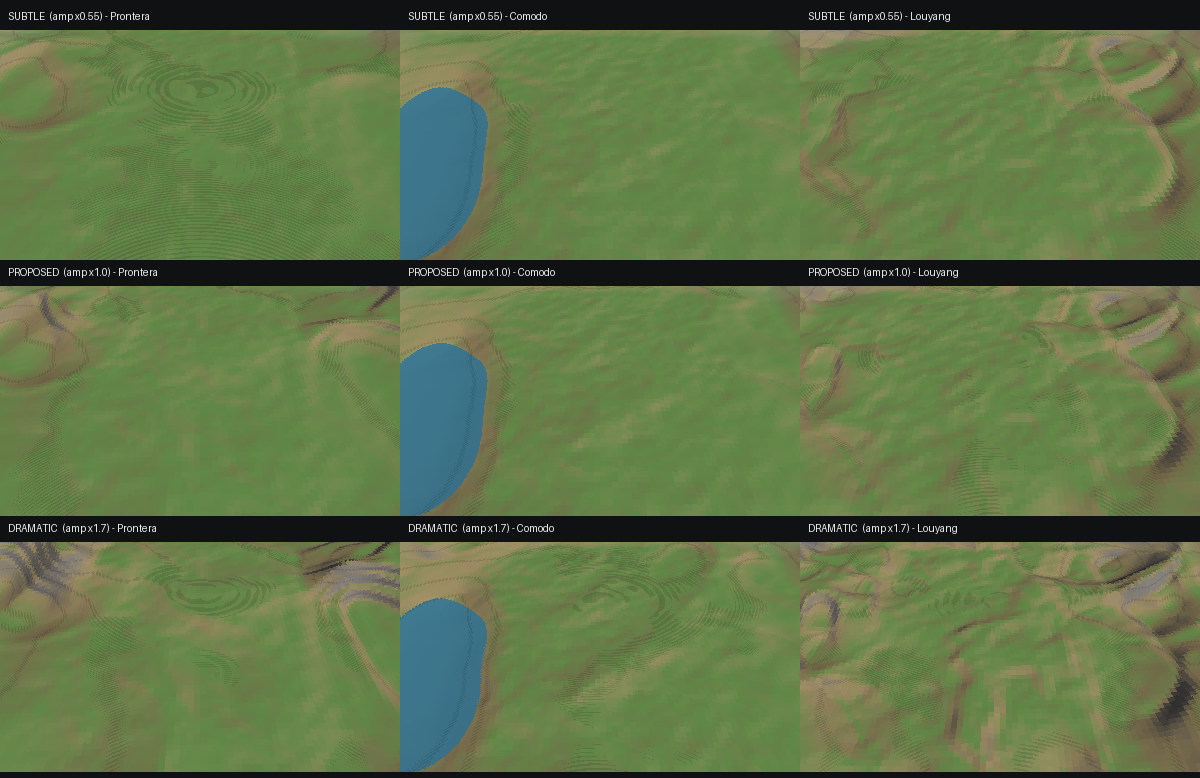 SUBTLE (amp x0.55) - Prontera
SUBTLE (amp x0.55) - Comodo
SUBTLE (amp x0.55) - Louyang
PROPOSED (amp x1.0) - Prontera
PROPOSED (amp x1.0) - Comodo
PROPOSED (amp x1.0) - Louyang
DRAMATIC (amp x1.7) - Prontera
DRAMATIC (amp x1.7) - Comodo
DRAMATIC (amp x1.7) - Louyang